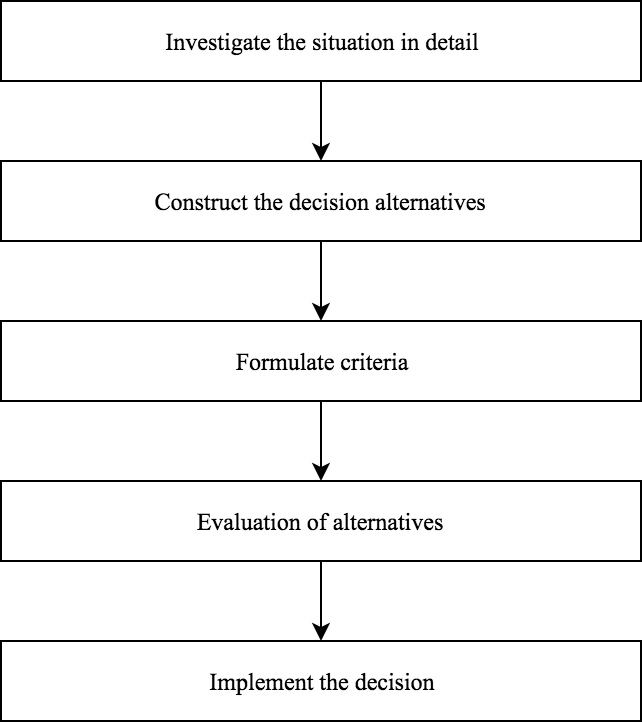 Investigate the situation in detail
Construct the decision alternatives
Formulate criteria
Evaluation of alternatives
Implement the decision